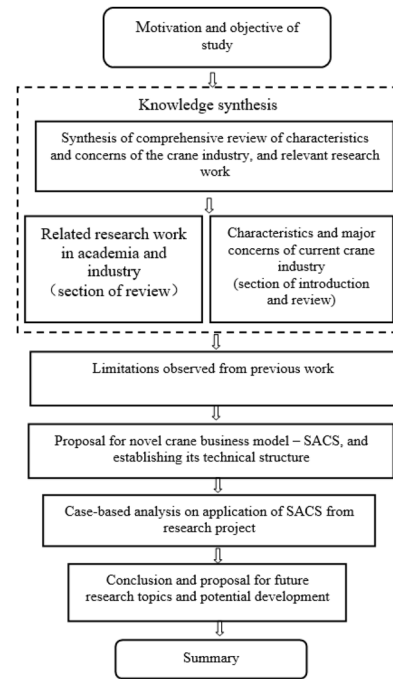 Motivation and objective of
study
Knowledge synthesis
Synthesis of comprehensive review of characteristics
and concerns of the crane industry, and relevant research
work
Related research work
in academia and
industry
（section of review）
Characteristics and major
concerns of current crane
industry
(section of introduction
and review)
Limitations observed from previous work
Proposal for novel crane business model – SACS, and
establishing its technical structure
Case-based analysis on application of SACS from
research project
Conclusion and proposal for future
research topics and potential development
Summary